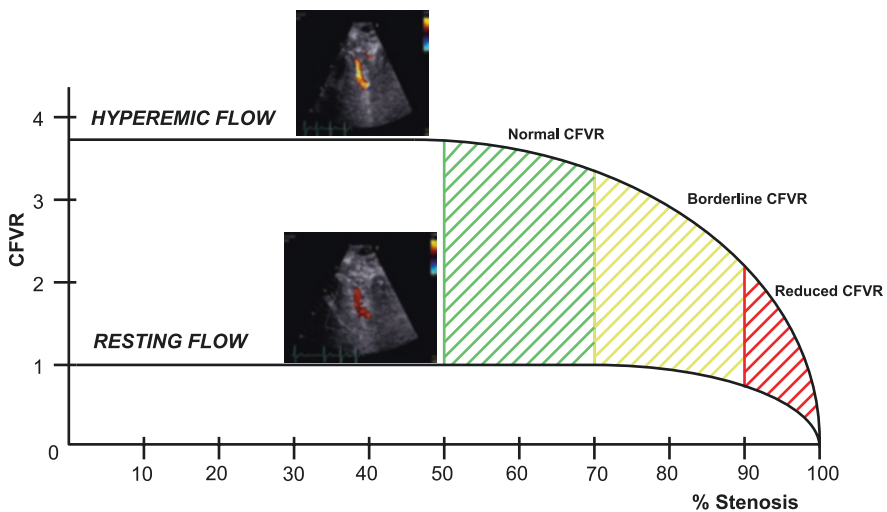 4
HYPEREMIC FLOW
Normal CFVR
3
Borderline CFVR
CFVR
2
Reduced CFVR
RESTING FLOW
1
0
10 20 30 40 50 60 70 80 90 100
% Stenosis